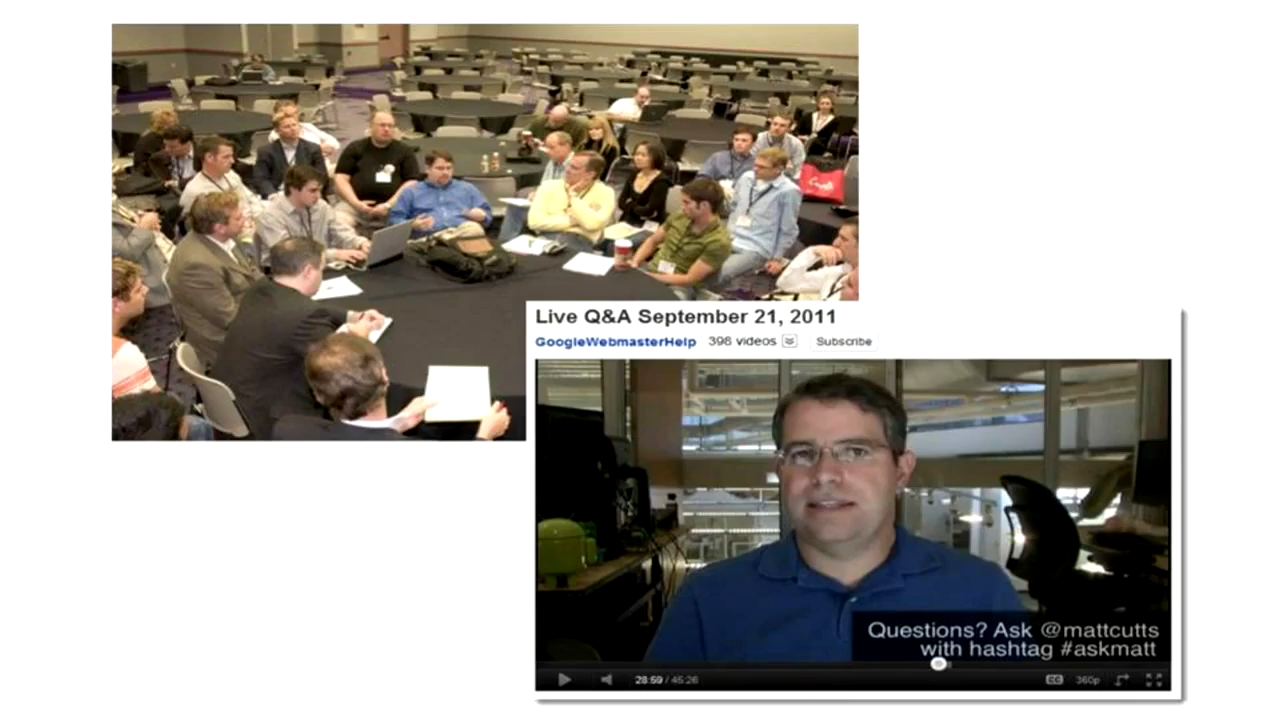 Live Q&A September 21, 2011
GoogleWebmasterHelp 398 videos Subscribe
Questions? Ask @mattcutts
with hashtag #askmatt
28:59 / 45:26 CC 360p